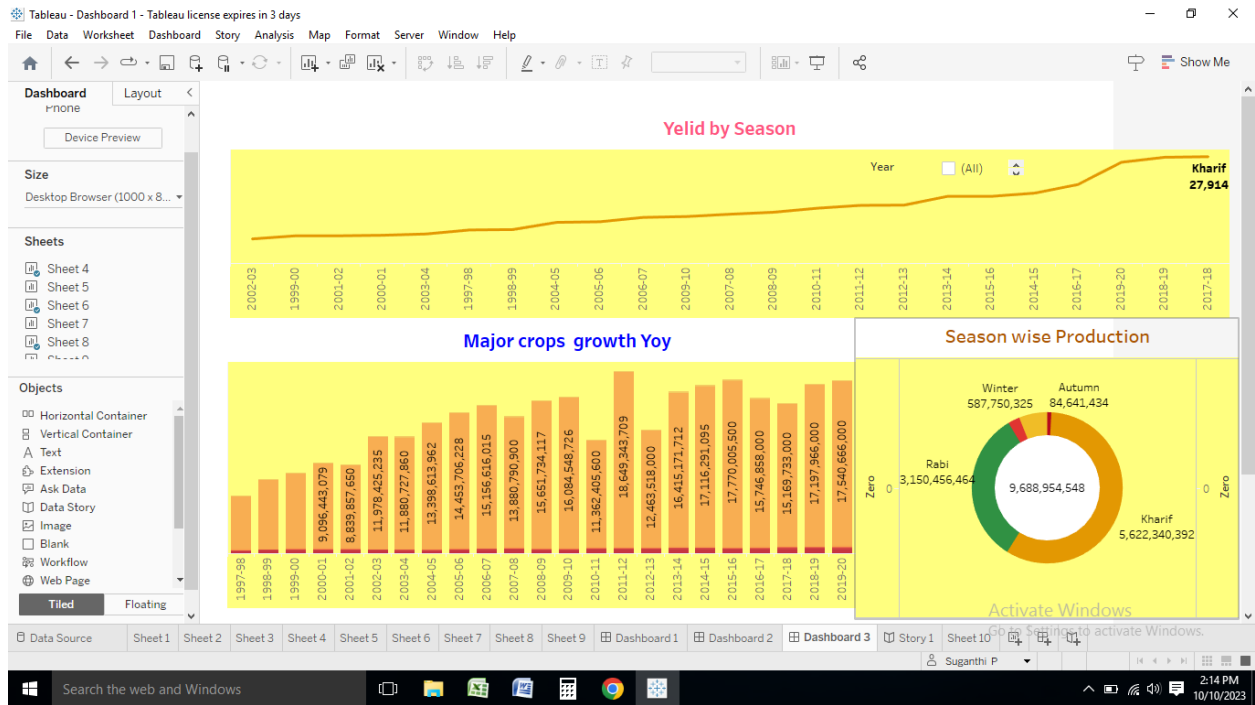 Tableau - Dashboard 1 - Tableau license expires in 3 days
File Data Worksheet Dashboard Story Analysis Map Format Server Window Help
Show Me
Dashboard Layout
Phone
Device Preview
Size
Desktop Browser (1000 x 8...
Sheets
Sheet 4
Sheet 5
Sheet 6
Sheet 7
Sheet 8
Objects
Horizontal Container
Vertical Container
Text
Extension
Ask Data
Data Story
Image
Blank
Workflow
Web Page
Tiled Floating
Yelid by Season
Year (All)
Kharif
27,914
2002-03 1999-00 2001-02 2000-01 2003-04 1997-98 1998-99 2004-05 2005-06 2006-07 2009-10 2007-08 2008-09 2010-11 2011-12 2012-13 2013-14 2015-16 2014-15 2016-17 2019-20 2018-19 2017-18
Major crops growth Yoy
9,096,443,079 8,839,857,650 11,978,425,235 11,880,727,860 13,398,613,962 14,453,706,228 15,156,616,015 13,880,790,900 15,651,734,117 16,084,548,726 11,362,405,600 18,649,343,709 12,463,518,000 16,415,171,712 17,116,291,095 17,770,005,500 15,746,858,000 15,169,733,000 17,197,966,000 17,540,666,000
1997-98 1998-99 1999-00 2000-01 2001-02 2002-03 2003-04 2004-05 2005-06 2006-07 2007-08 2008-09 2009-10 2010-11 2011-12 2012-13 2013-14 2014-15 2015-16 2016-17 2017-18 2018-19 2019-20
Season wise Production
Winter
587,750,325
Autumn
84,641,434
Rabi
3,150,456,464
9,688,954,548
Kharif
5,622,340,392
Zero
0
0
Zero
Activate Windows
Go to Settings to activate Windows.
Data Source Sheet 1 Sheet 2 Sheet 3 Sheet 4 Sheet 5 Sheet 6 Sheet 7 Sheet 8 Sheet 9 Dashboard 1 Dashboard 2 Dashboard 3 Story 1 Sheet 10
Suganthi P
Search the web and Windows
2:14 PM
10/10/2023